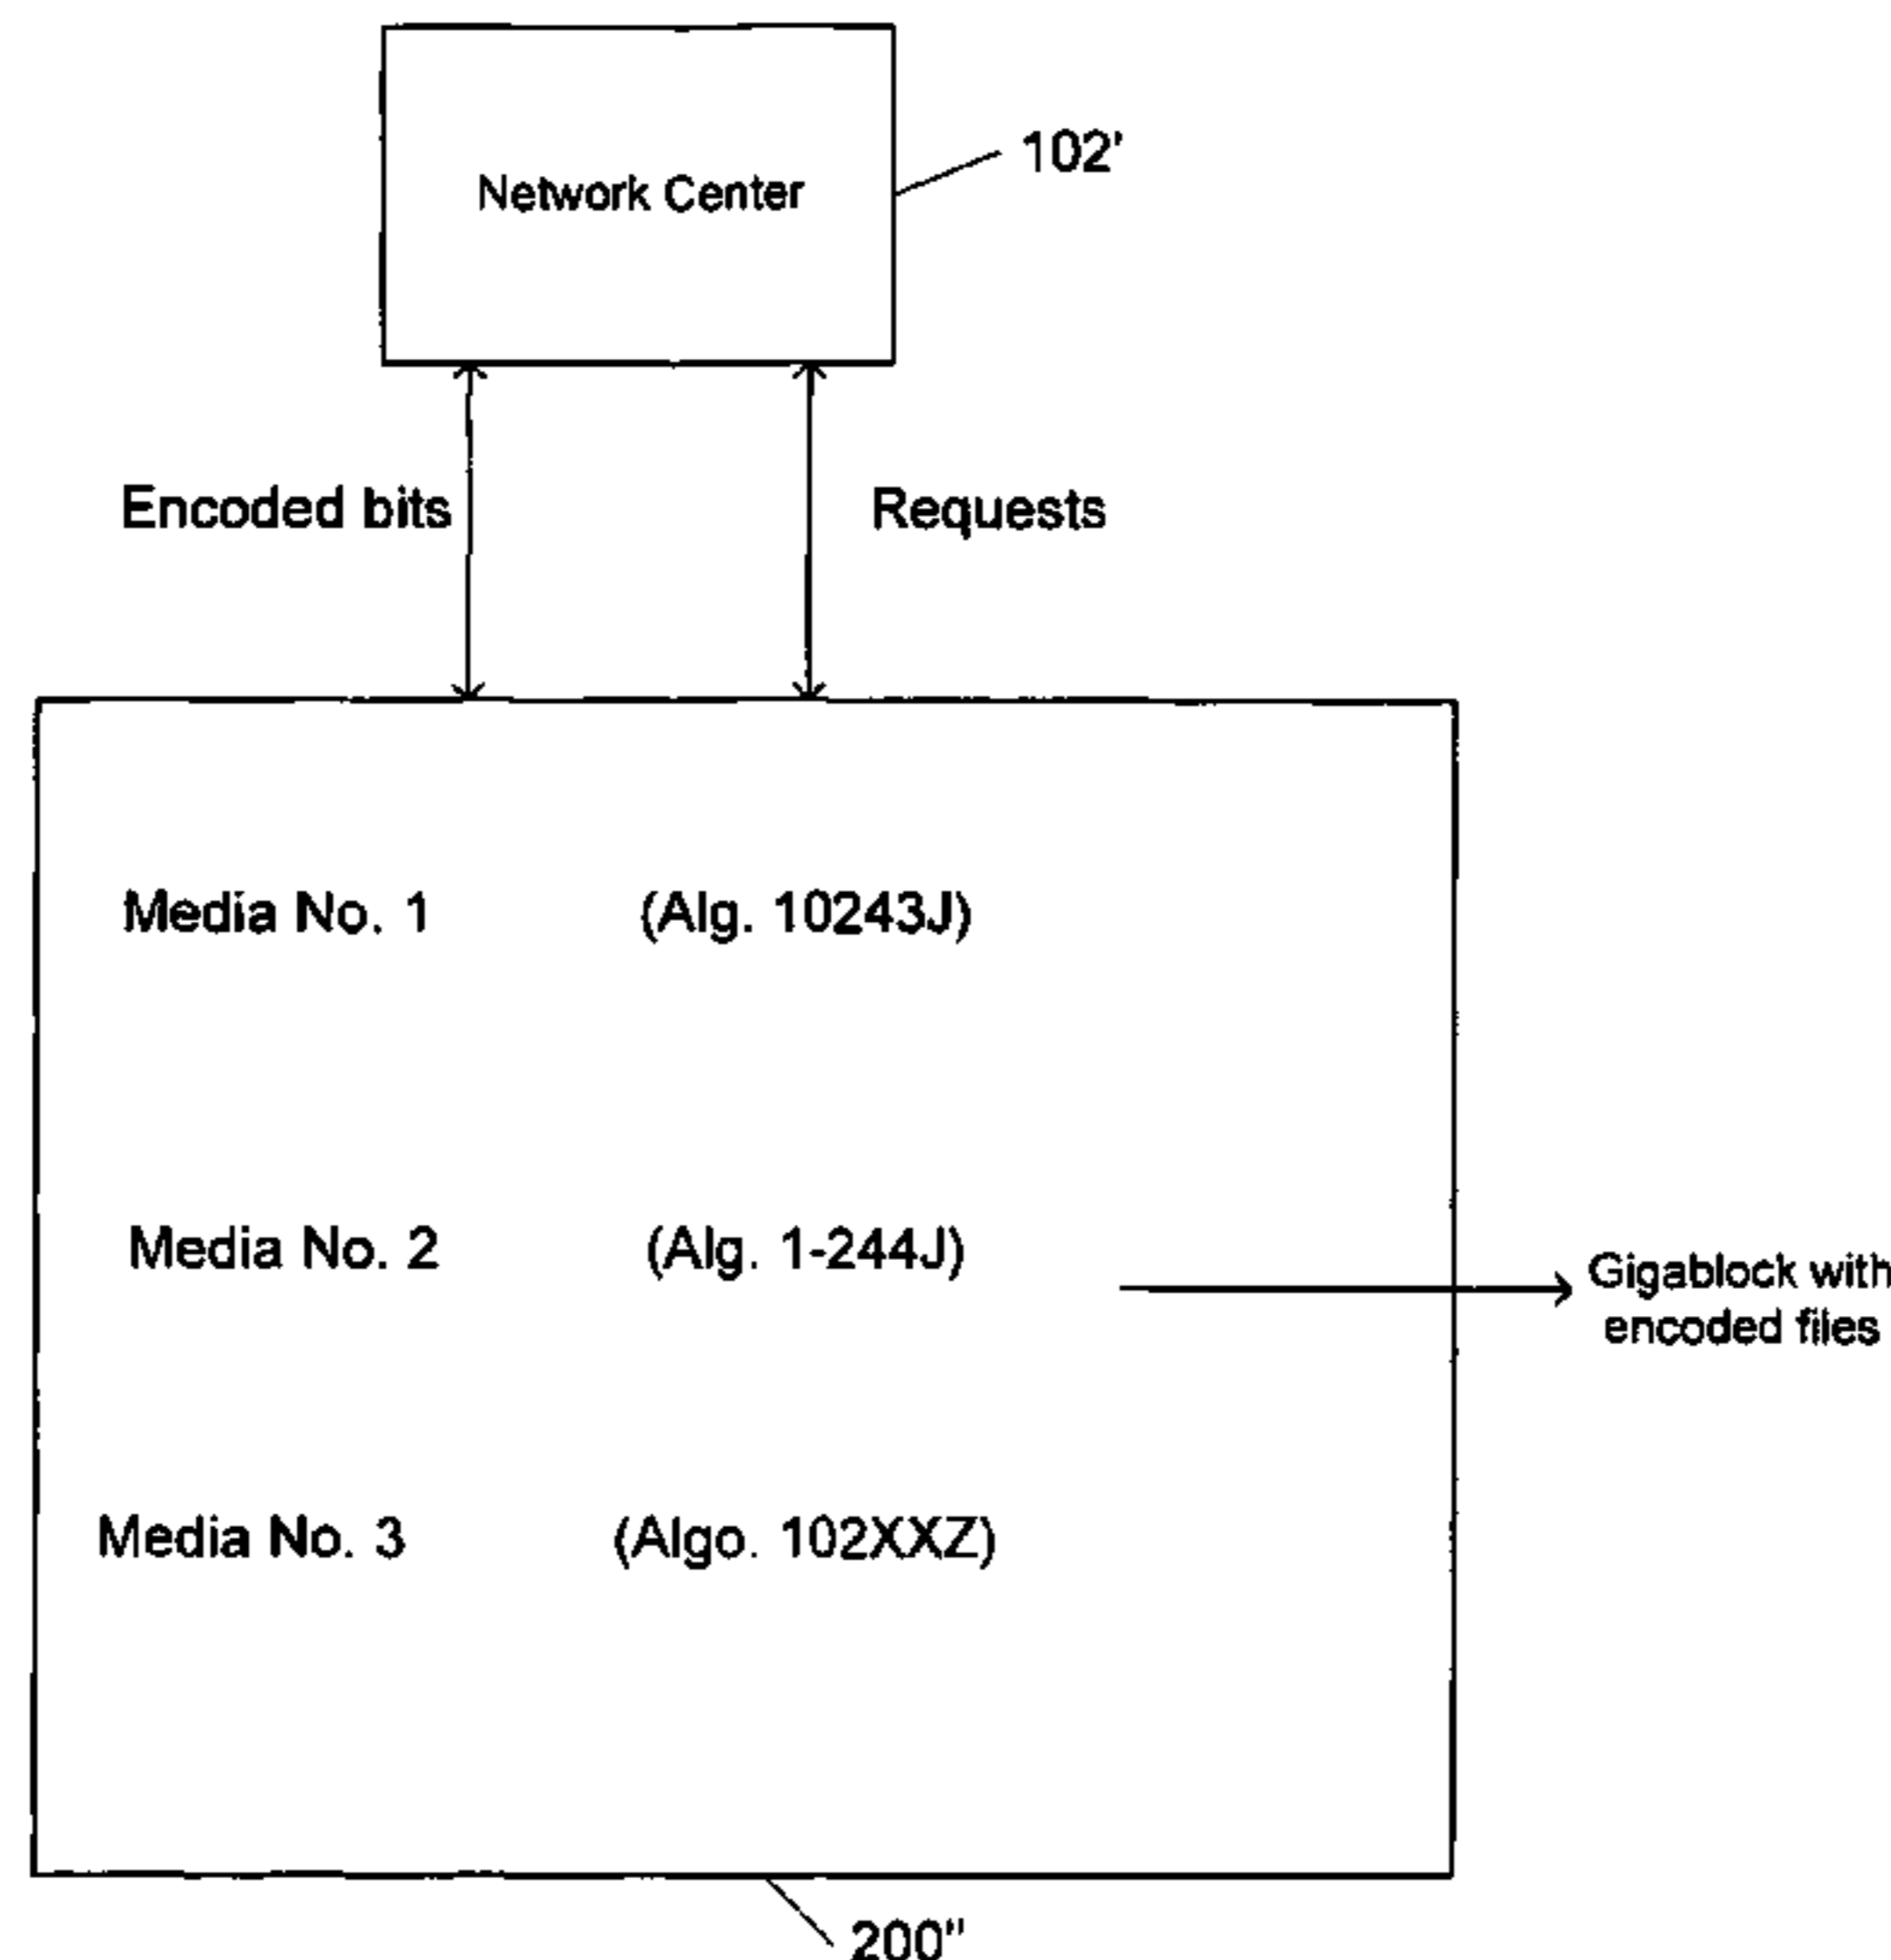 102'
Network Center
Encoded bits
Requests
Media No. 1
(Alg. 10243J)
Media No. 2
(Alg. 1-244J)
Gigablock with
encoded files
Media No. 3
(Algo. 102XXZ)
200"